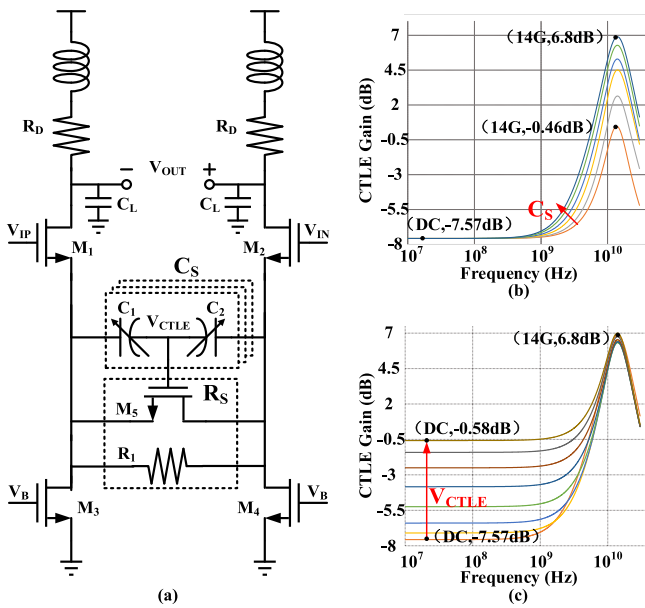 R_D
R_D
− V_OUT +
C_L
C_L
V_IP
M_1
M_2
V_IN
C_S
C_1
V_CTLE
C_2
M_5
R_S
R_1
V_B
M_3
M_4
V_B
(a)
CTLE Gain (dB)
7
4.5
2
-0.5
-3
-5.5
-8
(14G,6.8dB)
(14G,-0.46dB)
C_S
(DC,-7.57dB)
10^7
10^8
10^9
10^10
Frequency (Hz)
(b)
CTLE Gain (dB)
7
4.5
2
-0.5
-3
-5.5
-8
(14G,6.8dB)
(DC,-0.58dB)
V_CTLE
(DC,-7.57dB)
10^7
10^8
10^9
10^10
Frequency (Hz)
(c)